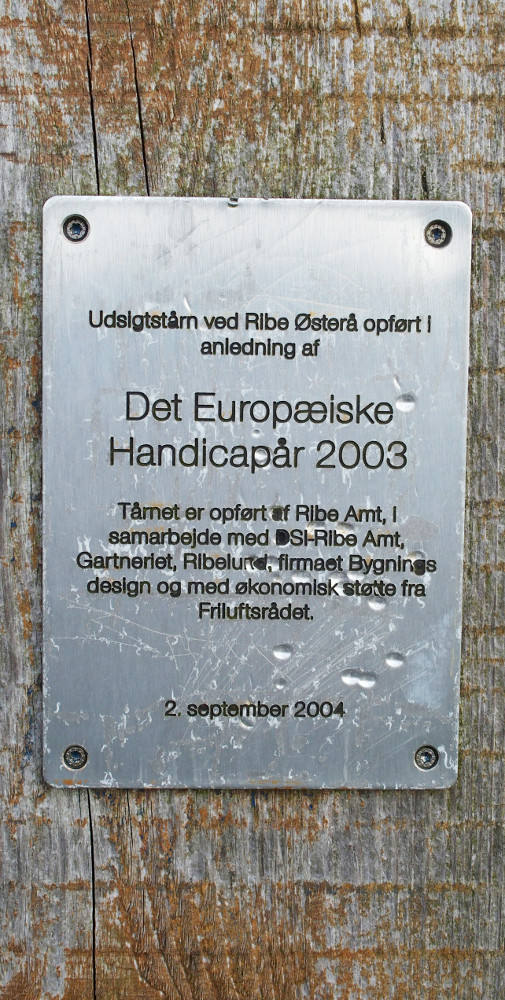 Udsigtstårn ved Ribe Østerå opført i
anledning af
Det Europæiske
Handicapår 2003
Tårnet er opført af Ribe Amt, i
samarbejde med DSI-Ribe Amt,
Gartneriet, Ribelund, firmaet Bygnings
design og med økonomisk støtte fra
Friluftsrådet.
2. september 2004